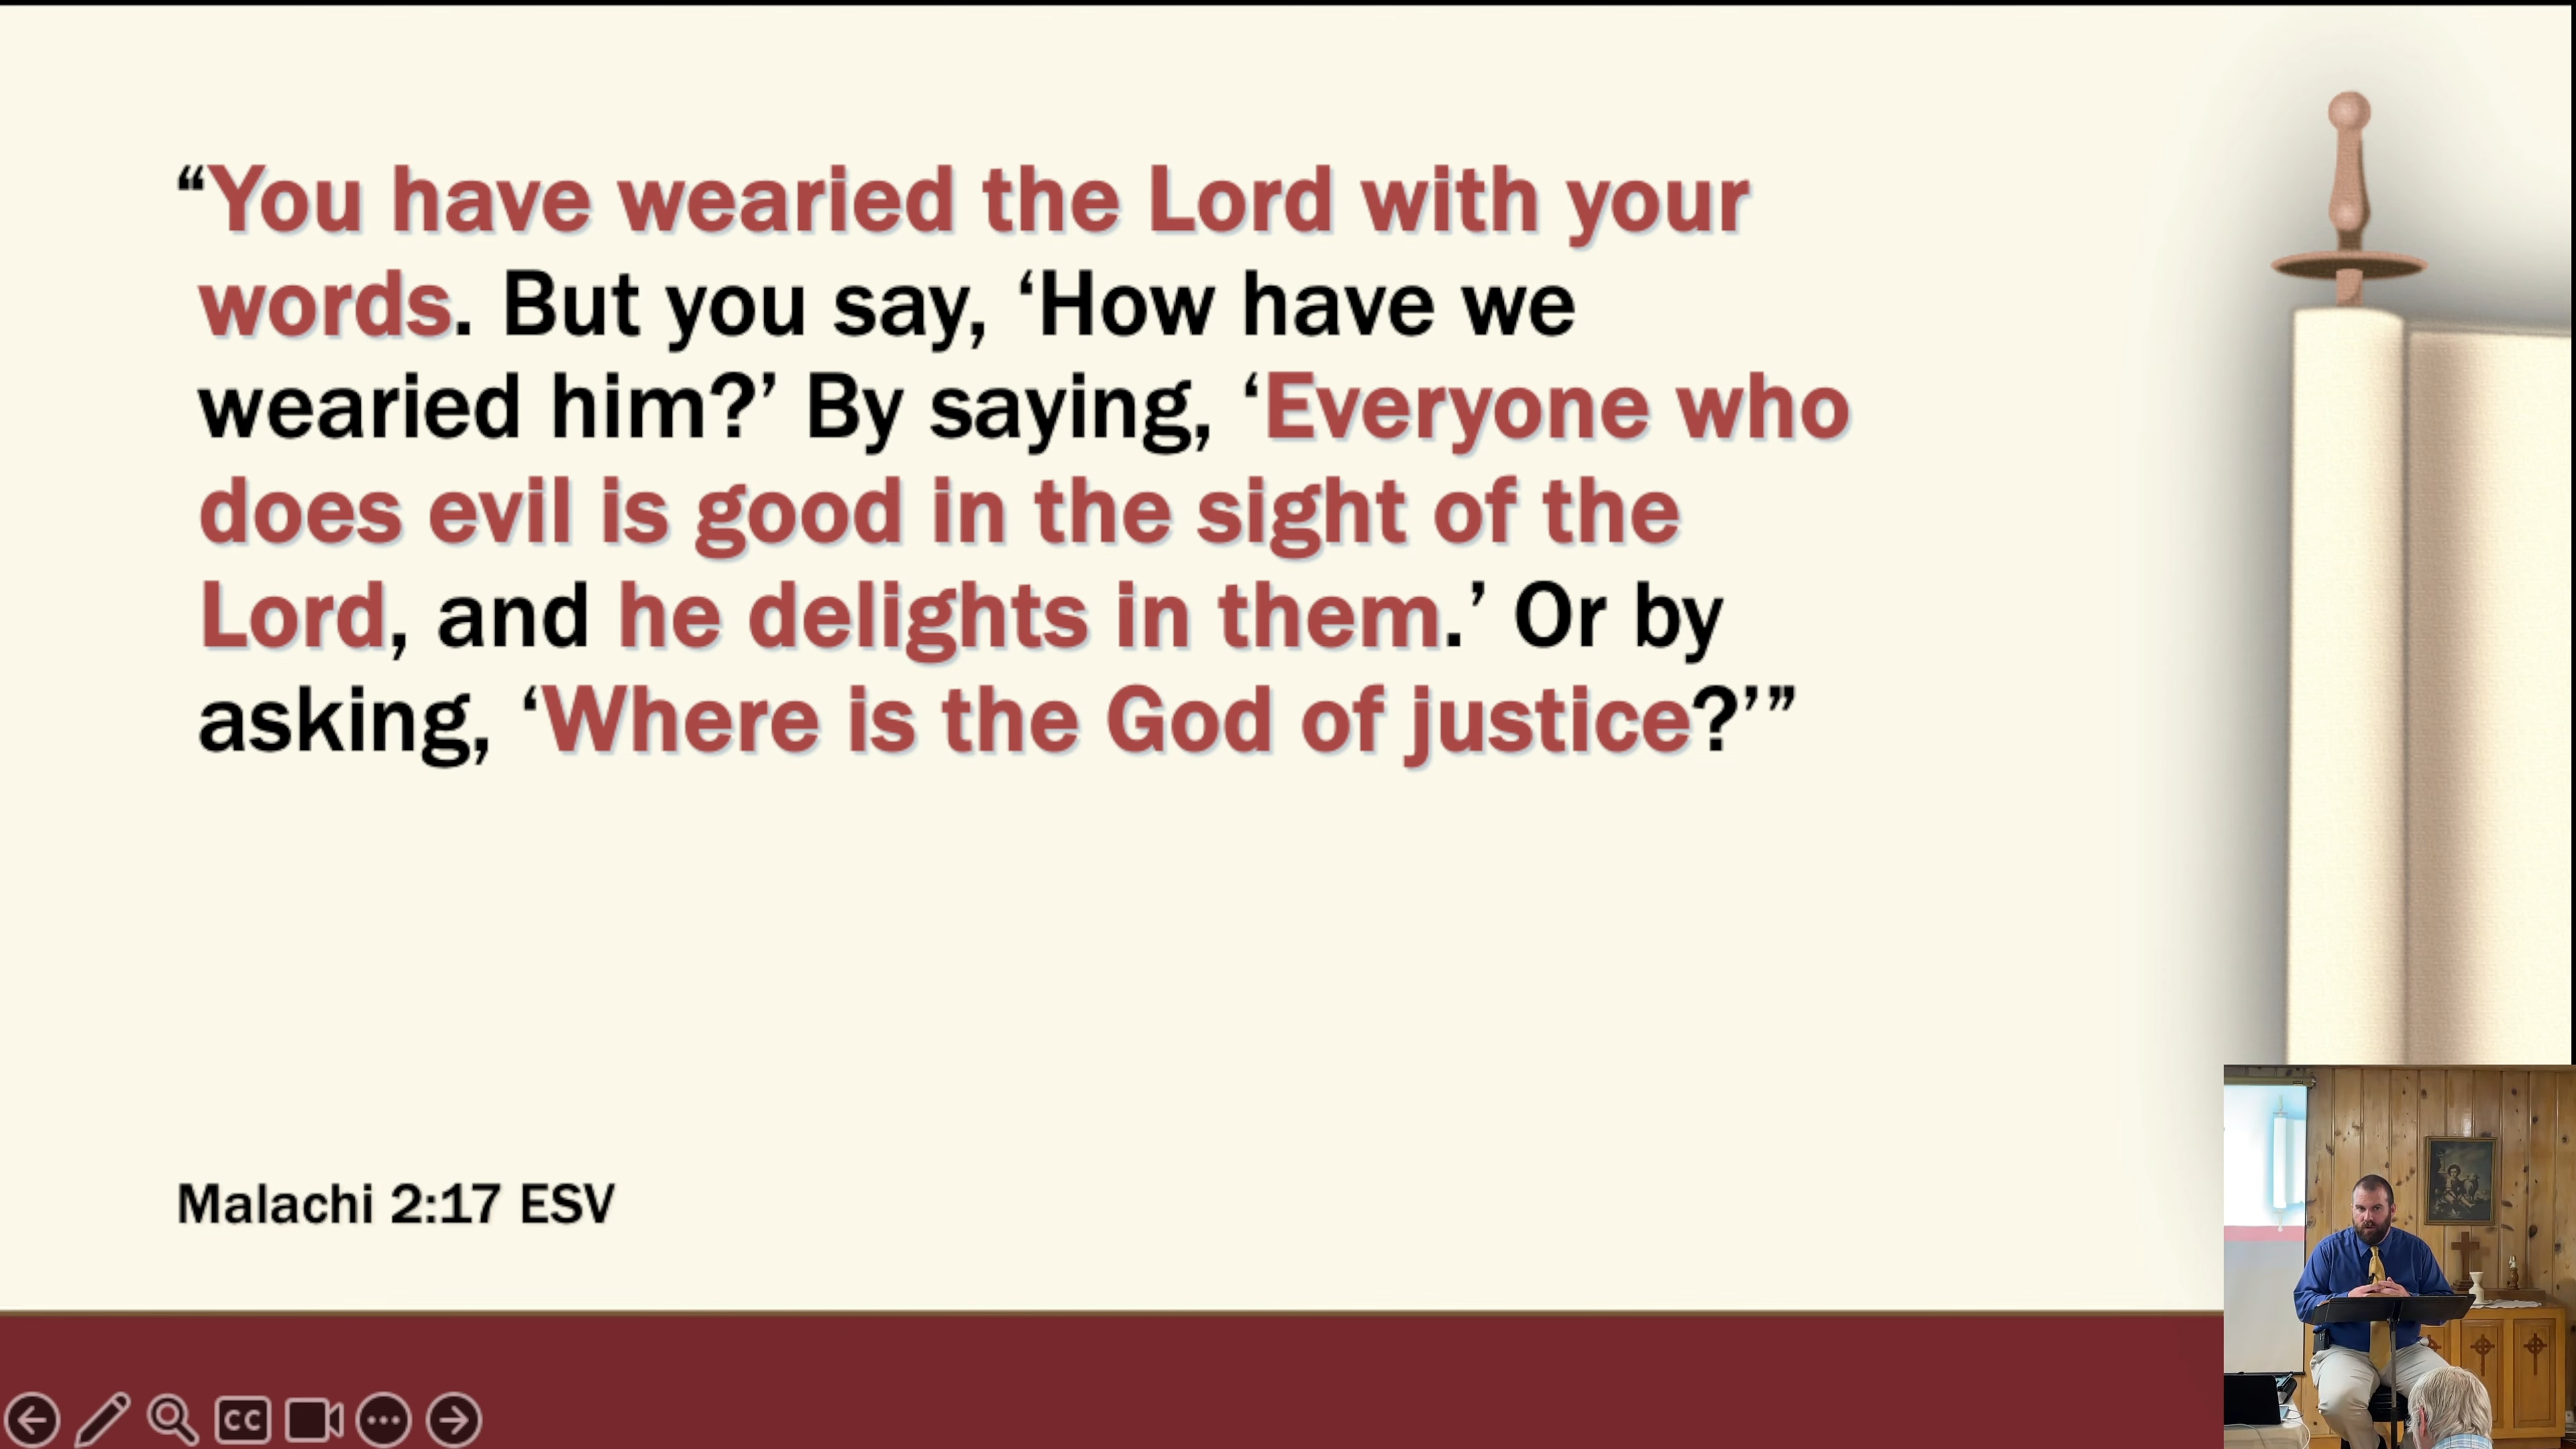 “You have wearied the Lord with your
words. But you say, ‘How have we
wearied him?’ By saying, ‘Everyone who
does evil is good in the sight of the
Lord, and he delights in them.’ Or by
asking, ‘Where is the God of justice?’”
Malachi 2:17 ESV
CC